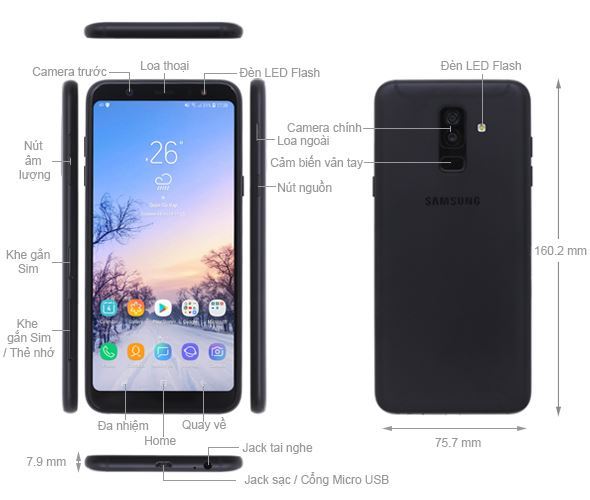 Camera trước
Loa thoại
Đèn LED Flash
Đèn LED Flash
Nút
âm
lượng
26°
Camera chính
Loa ngoài
Cảm biến vân tay
Nút nguồn
SAMSUNG
Khe gắn
Sim
160.2 mm
Khe
gắn Sim
/ Thẻ nhớ
Đa nhiệm
Home
Quay về
75.7 mm
7.9 mm
Jack tai nghe
Jack sạc / Cổng Micro USB